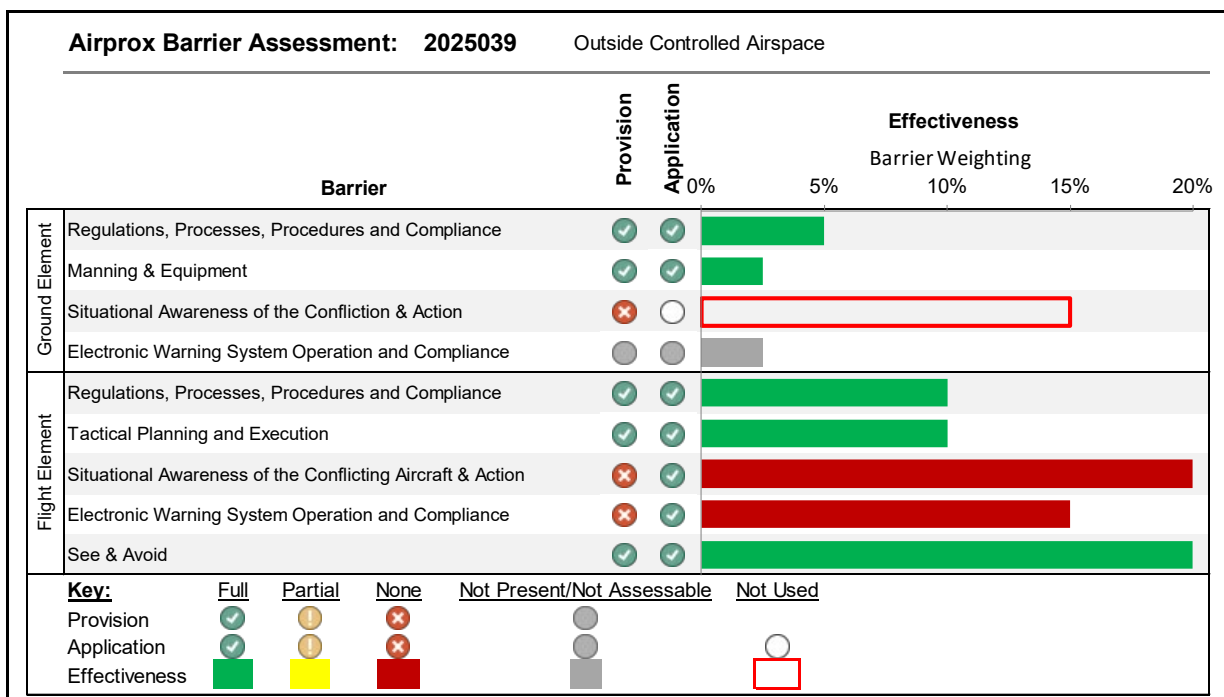 Airprox Barrier Assessment: 2025039 Outside Controlled Airspace
Provision
Application
Effectiveness
Barrier Weighting
Barrier
0% 5% 10% 15% 20%
Ground Element
Regulations, Processes, Procedures and Compliance
Manning & Equipment
Situational Awareness of the Confliction & Action
Electronic Warning System Operation and Compliance
Flight Element
Regulations, Processes, Procedures and Compliance
Tactical Planning and Execution
Situational Awareness of the Conflicting Aircraft & Action
Electronic Warning System Operation and Compliance
See & Avoid
Key: Full Partial None Not Present/Not Assessable Not Used
Provision
Application
Effectiveness